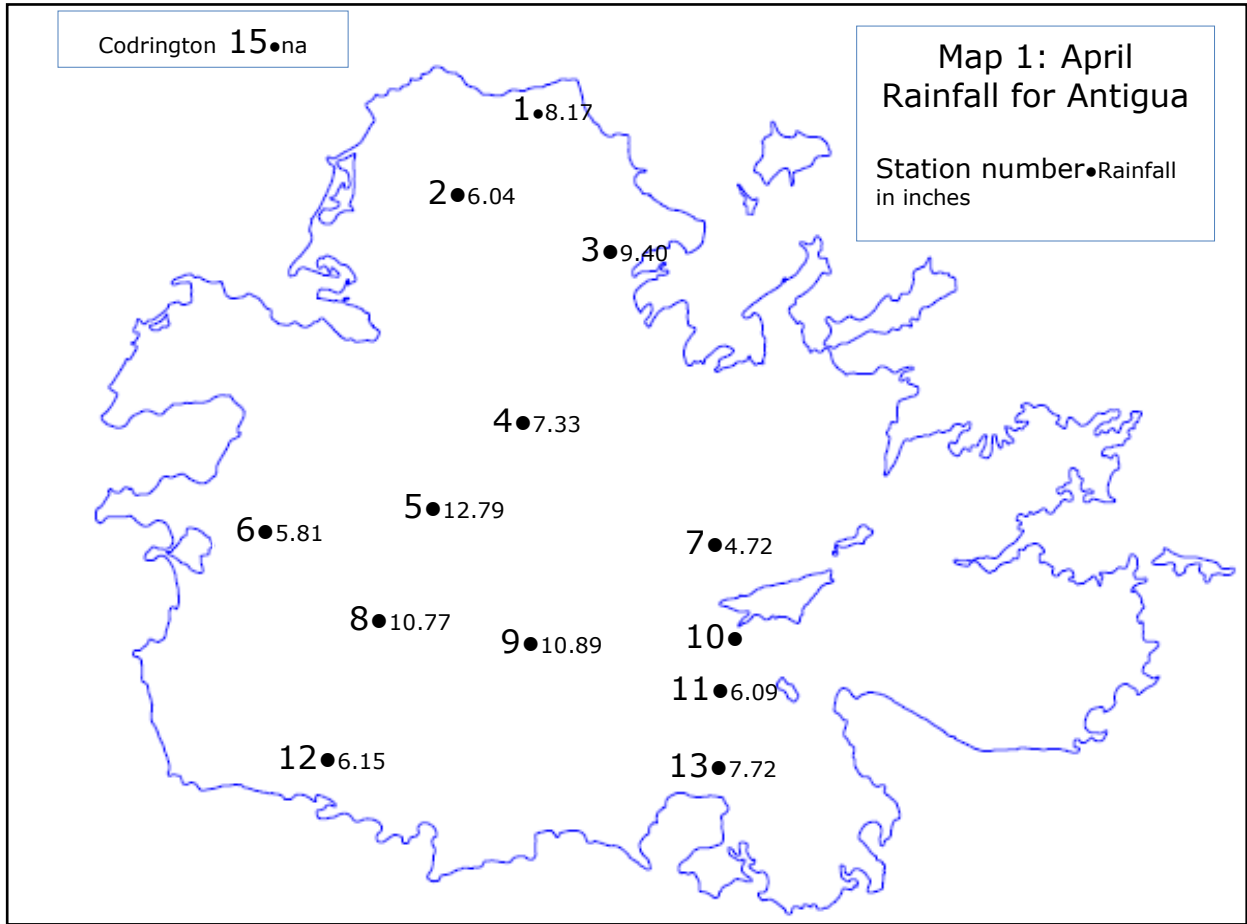 Codrington 15●na
Map 1: April
Rainfall for Antigua
Station number●Rainfall
in inches
1●8.17
2●6.04
3●9.40
4●7.33
5●12.79
6●5.81
7●4.72
8●10.77
9●10.89
10●
11●6.09
12●6.15
13●7.72